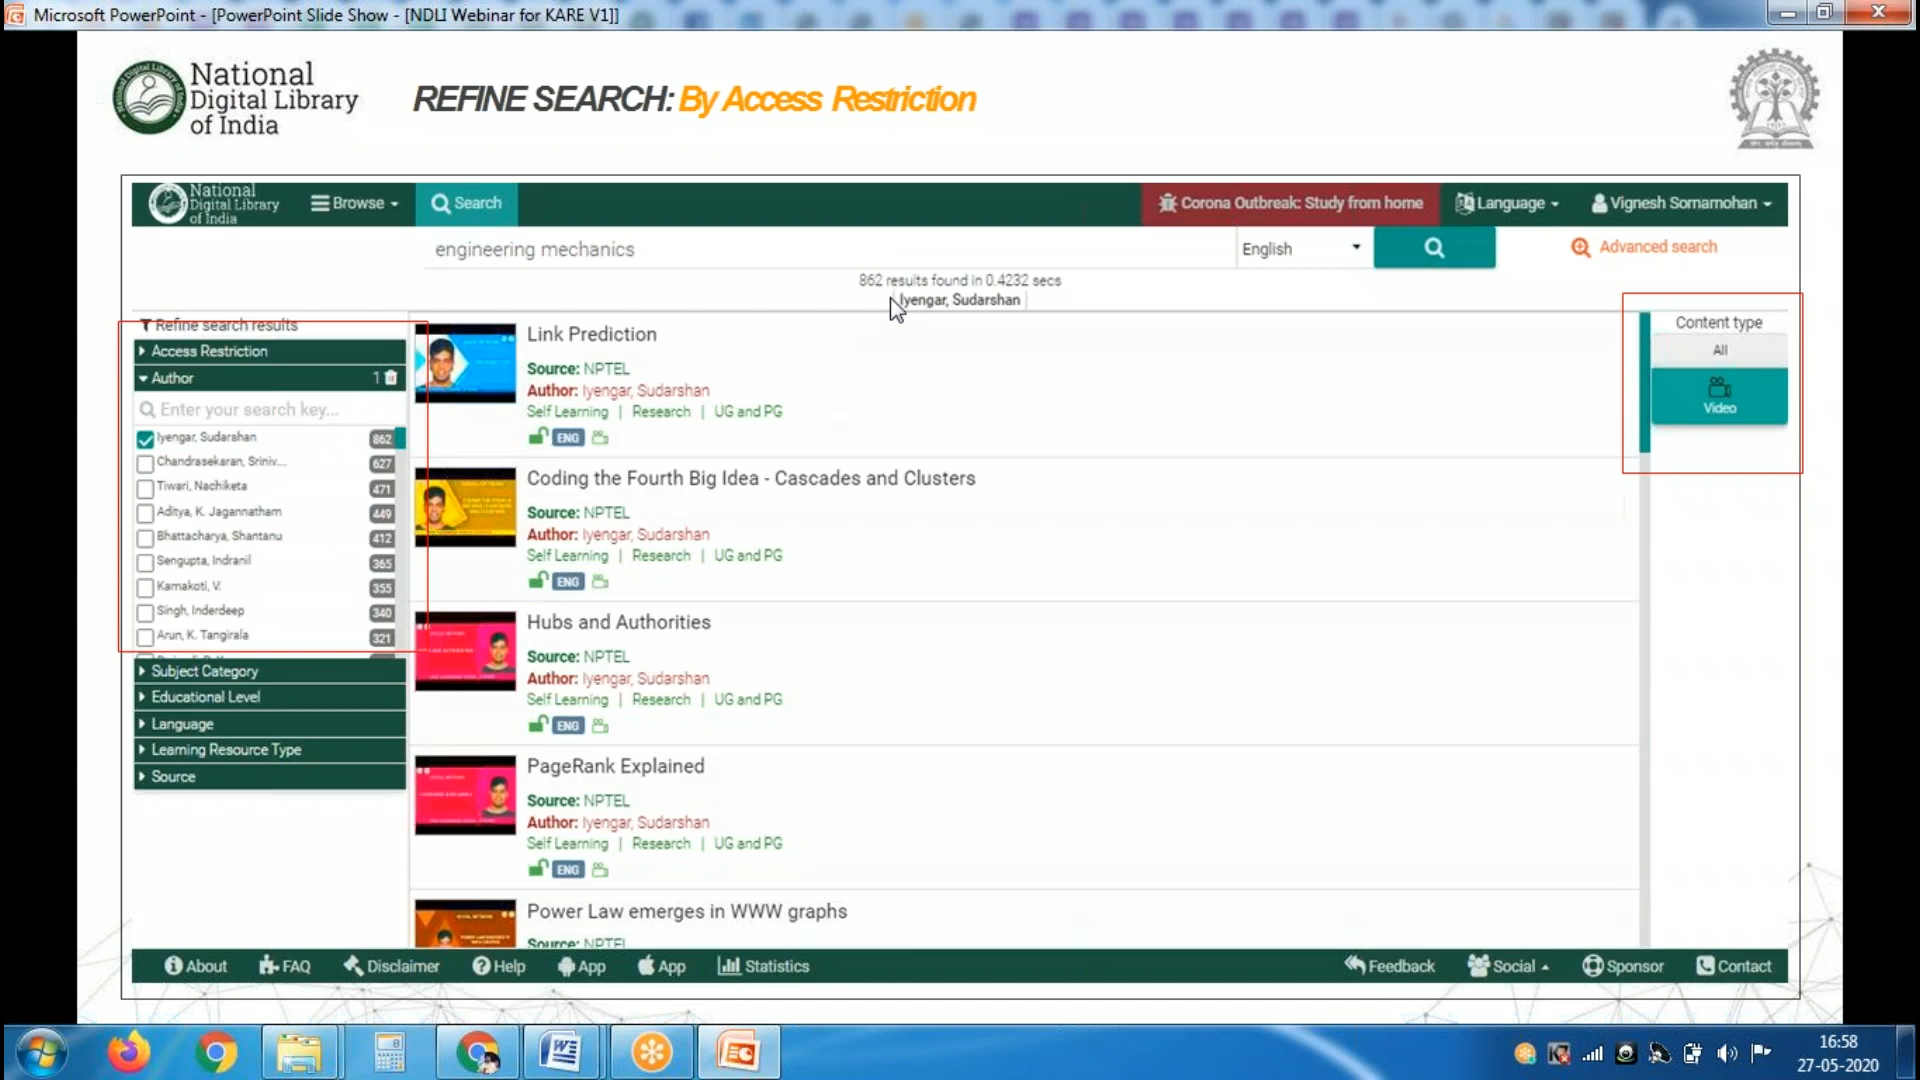 Microsoft PowerPoint - [PowerPoint Slide Show - [NDLI Webinar for KARE V1]]
National
Digital Library
of India
REFINE SEARCH: By Access Restriction
National
Digital Library
of India
Browse
Search
Corona Outbreak: Study from home
Language
Vignesh Sornamohan
engineering mechanics
English
Advanced search
862 results found in 0.4232 secs
Iyengar, Sudarshan
Refine search results
Access Restriction
Author 1
Enter your search key...
Iyengar, Sudarshan 862
Chandrasekaran, Sriniv... 627
Tiwari, Nachiketa 471
Aditya, K. Jagannatham 449
Bhattacharya, Shantanu 412
Sengupta, Indranil 365
Kamakoti, V. 355
Singh, Inderdeep 340
Arun, K. Tangirala 321
Subject Category
Educational Level
Language
Learning Resource Type
Source
Link Prediction
Source: NPTEL
Author: Iyengar, Sudarshan
Self Learning | Research | UG and PG
ENG
Coding the Fourth Big Idea - Cascades and Clusters
Source: NPTEL
Author: Iyengar, Sudarshan
Self Learning | Research | UG and PG
ENG
Hubs and Authorities
Source: NPTEL
Author: Iyengar, Sudarshan
Self Learning | Research | UG and PG
ENG
PageRank Explained
Source: NPTEL
Author: Iyengar, Sudarshan
Self Learning | Research | UG and PG
ENG
Power Law emerges in WWW graphs
Source: NPTEL
Content type
All
Video
About
FAQ
Disclaimer
Help
App
App
Statistics
Feedback
Social
Sponsor
Contact
16:58
27-05-2020